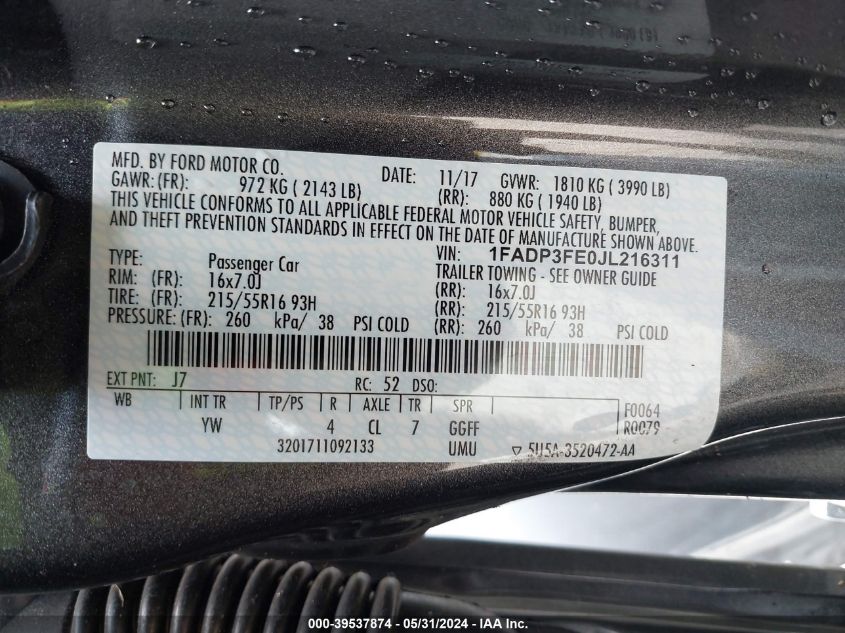 MFD. BY FORD MOTOR CO. DATE: 11/17 GVWR: 1810 KG ( 3990 LB)
GAWR: (FR): 972 KG ( 2143 LB) (RR): 880 KG ( 1940 LB)
THIS VEHICLE CONFORMS TO ALL APPLICABLE FEDERAL MOTOR VEHICLE SAFETY, BUMPER,
AND THEFT PREVENTION STANDARDS IN EFFECT ON THE DATE OF MANUFACTURE SHOWN ABOVE.
VIN: 1FADP3FE0JL216311
TYPE: Passenger Car TRAILER TOWING - SEE OWNER GUIDE
RIM: (FR): 16x7.0J (RR): 16x7.0J
TIRE: (FR): 215/55R16 93H (RR): 215/55R16 93H
PRESSURE: (FR): 260 kPa/ 38 PSI COLD (RR): 260 kPa/ 38 PSI COLD
EXT PNT: J7 RC: 52 DSO:
WB INT TR TP/PS R AXLE TR SPR F0064
YW 4 CL 7 GGFF R0079
3201711092133 UMU ▽ 5U5A-3520472-AA
000-39537874 - 05/31/2024 - IAA Inc.